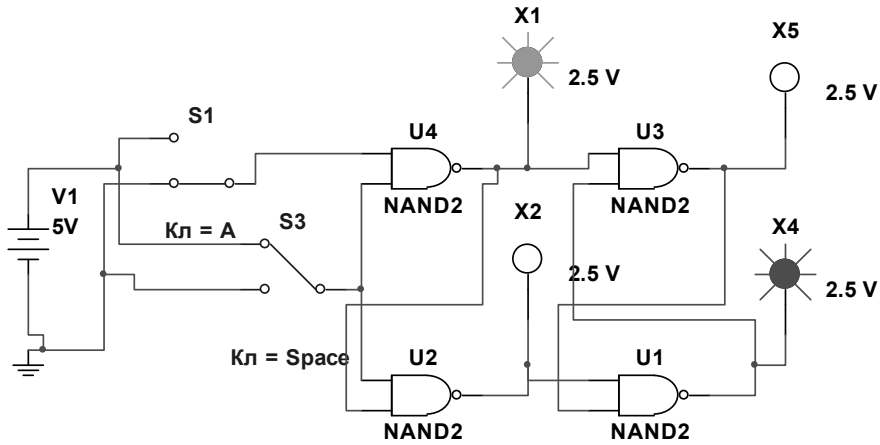 X1
X5
2.5 V
2.5 V
S1
U4
U3
V1
5V
NAND2
NAND2
Кл = A
S3
X2
X4
2.5 V
2.5 V
Кл = Space
U2
U1
NAND2
NAND2